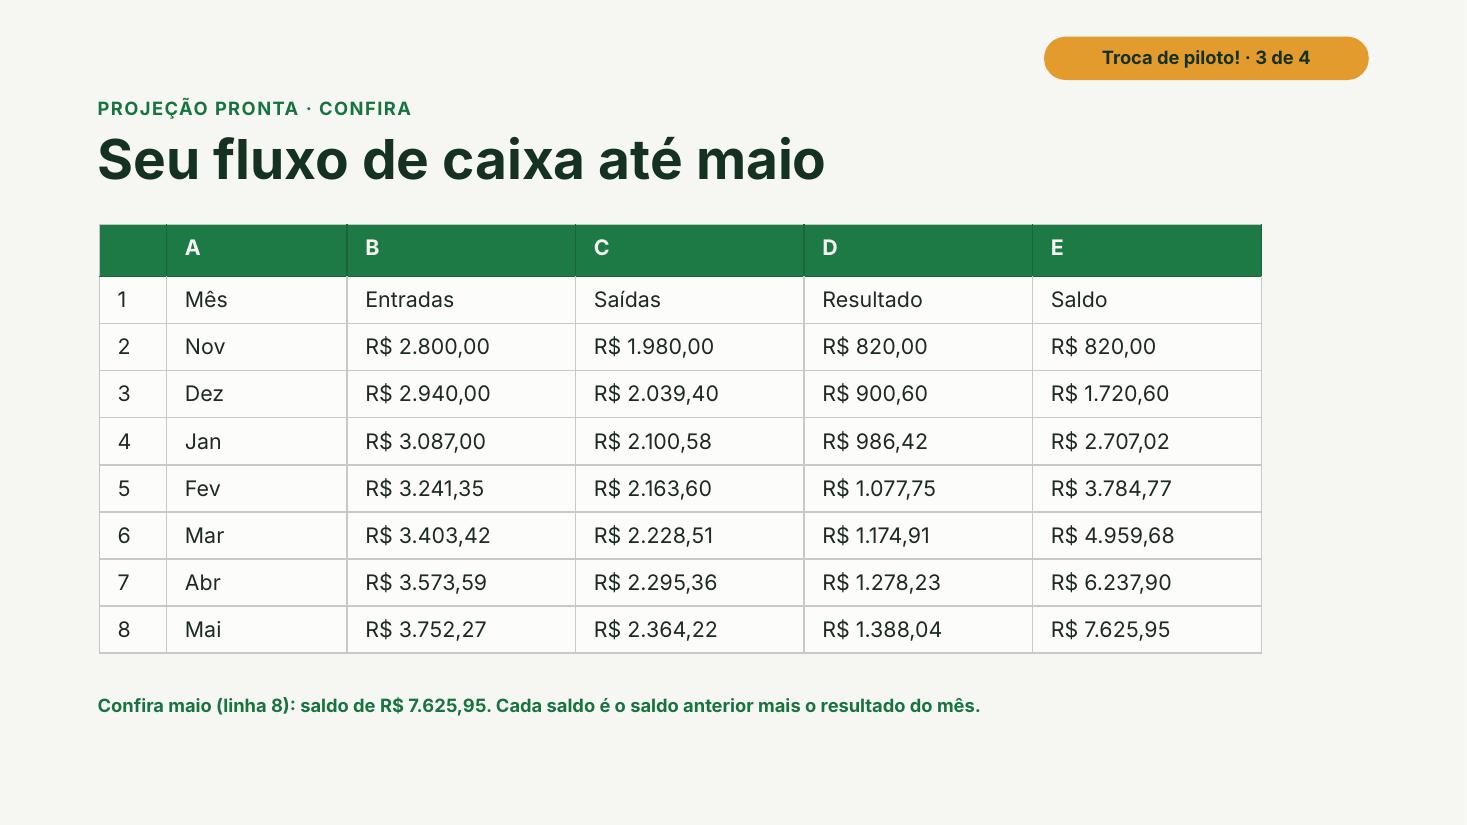 Troca de piloto! · 3 de 4
PROJEÇÃO PRONTA · CONFIRA
Seu fluxo de caixa até maio
A B C D E
1 Mês Entradas Saídas Resultado Saldo
2 Nov R$ 2.800,00 R$ 1.980,00 R$ 820,00 R$ 820,00
3 Dez R$ 2.940,00 R$ 2.039,40 R$ 900,60 R$ 1.720,60
4 Jan R$ 3.087,00 R$ 2.100,58 R$ 986,42 R$ 2.707,02
5 Fev R$ 3.241,35 R$ 2.163,60 R$ 1.077,75 R$ 3.784,77
6 Mar R$ 3.403,42 R$ 2.228,51 R$ 1.174,91 R$ 4.959,68
7 Abr R$ 3.573,59 R$ 2.295,36 R$ 1.278,23 R$ 6.237,90
8 Mai R$ 3.752,27 R$ 2.364,22 R$ 1.388,04 R$ 7.625,95
Confira maio (linha 8): saldo de R$ 7.625,95. Cada saldo é o saldo anterior mais o resultado do mês.